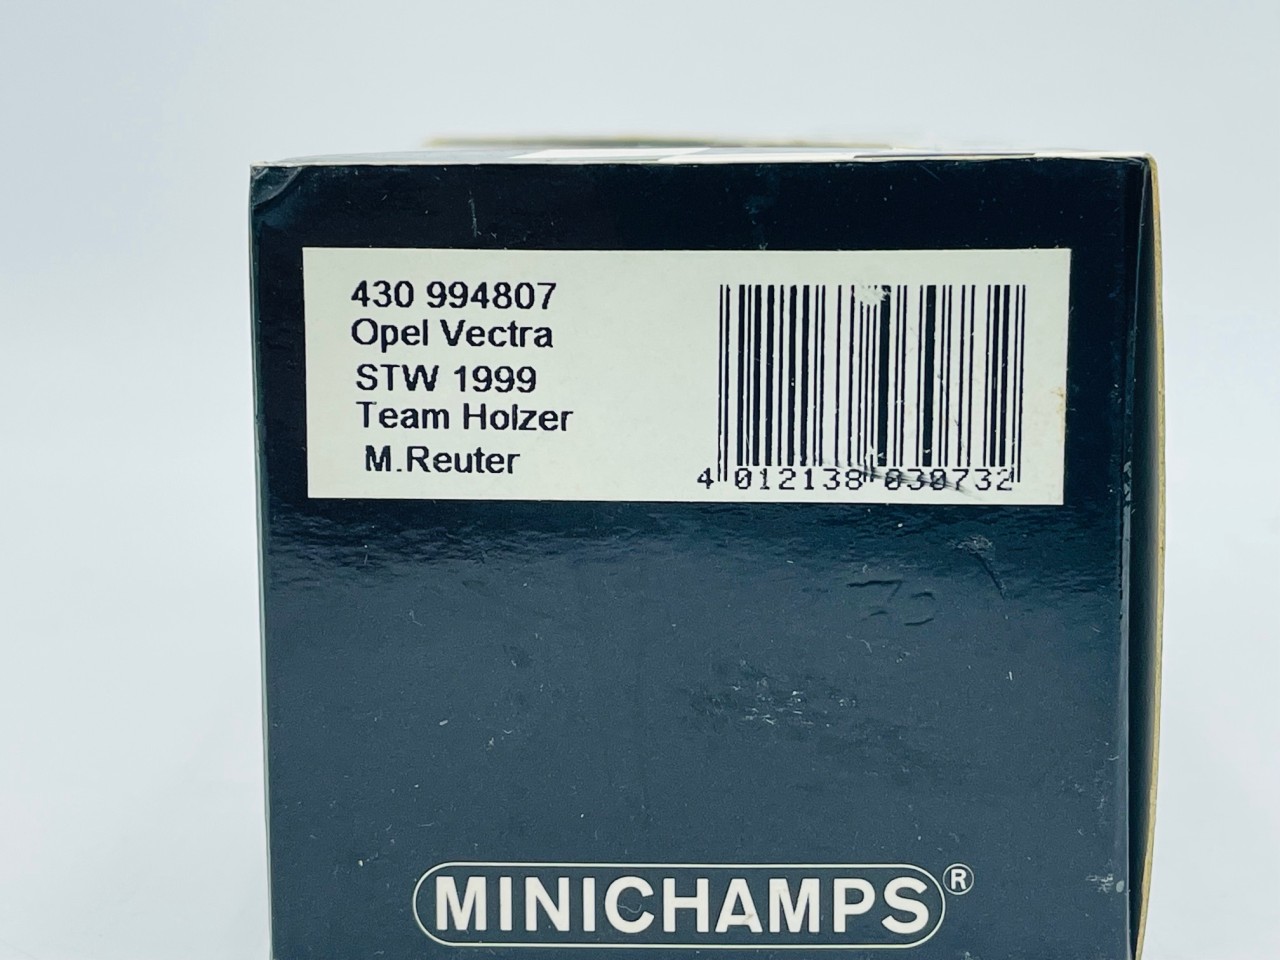 430 994807
Opel Vectra
STW 1999
Team Holzer
M.Reuter
4 012138 030732
MINICHAMPS®